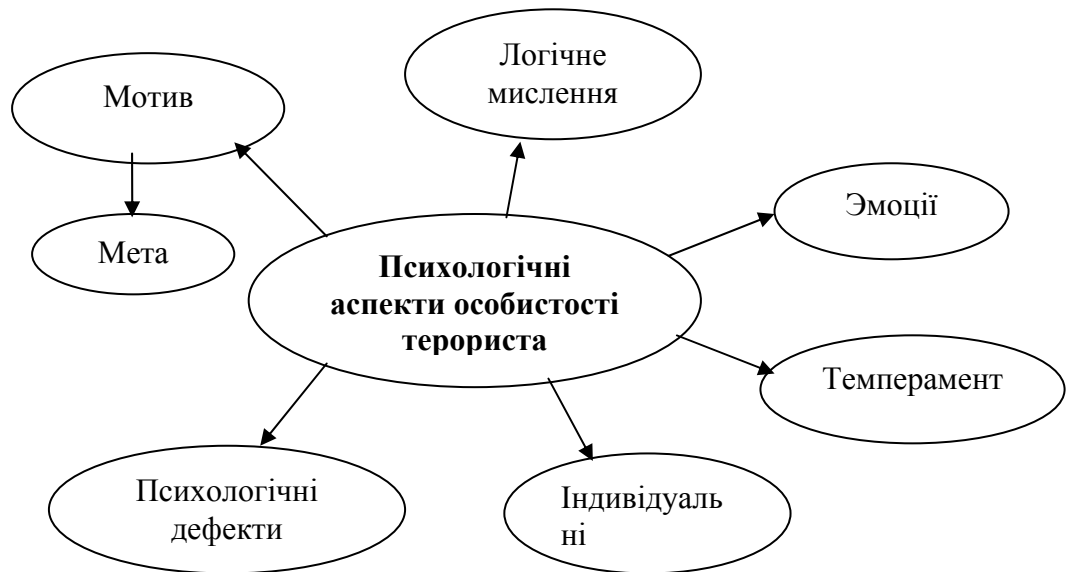 Логічне
мислення
Мотив
Эмоції
Мета
Психологічні
аспекти особистості
терориста
Темперамент
Психологічні
дефекти
Індивідуаль
ні